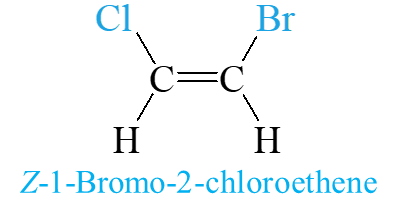 Cl Br
C=C
H H
Z-1-Bromo-2-chloroethene